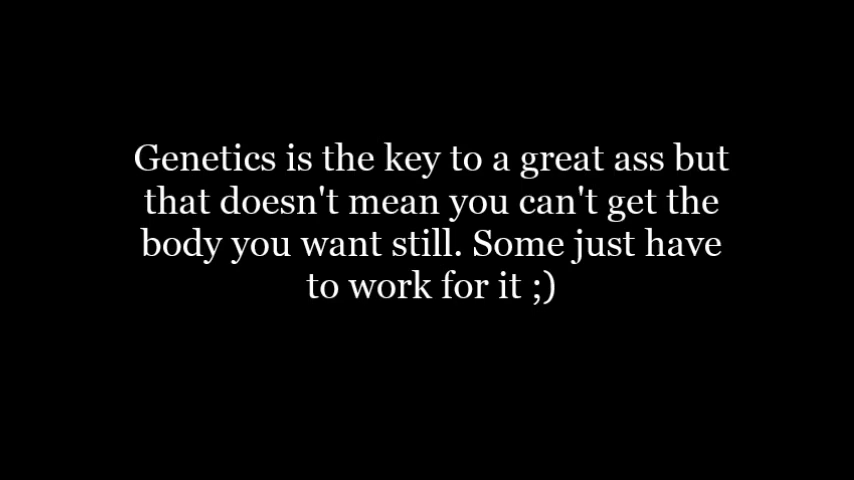 Genetics is the key to a great ass but
that doesn't mean you can't get the
body you want still. Some just have
to work for it ;)